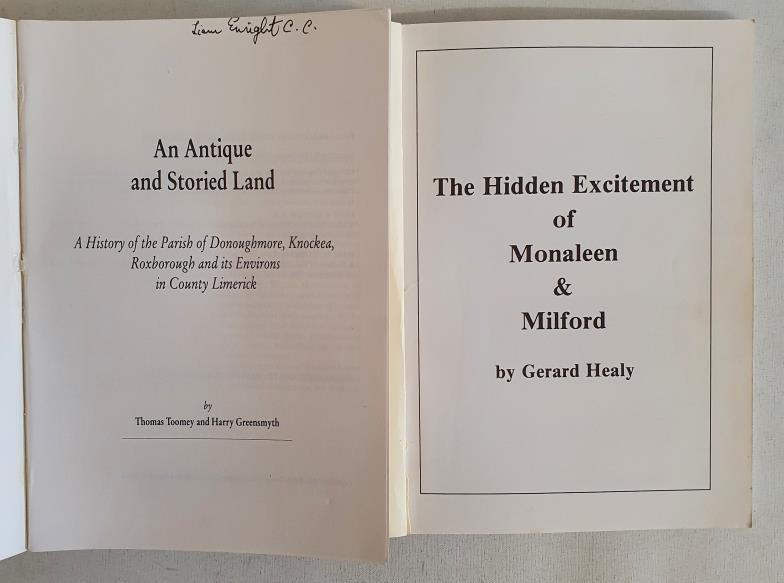 Liam Enright C.C.
An Antique
and Storied Land
A History of the Parish of Donoughmore, Knockea,
Roxborough and its Environs
in County Limerick
by
Thomas Toomey and Harry Greensmyth
The Hidden Excitement
of
Monaleen
&
Milford
by Gerard Healy